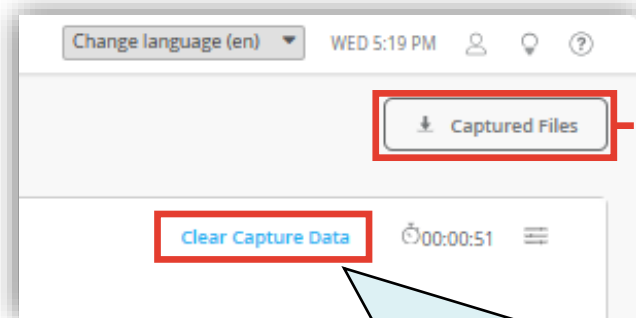 Change language (en) WED 5:19 PM
Captured Files
Clear Capture Data 00:00:51